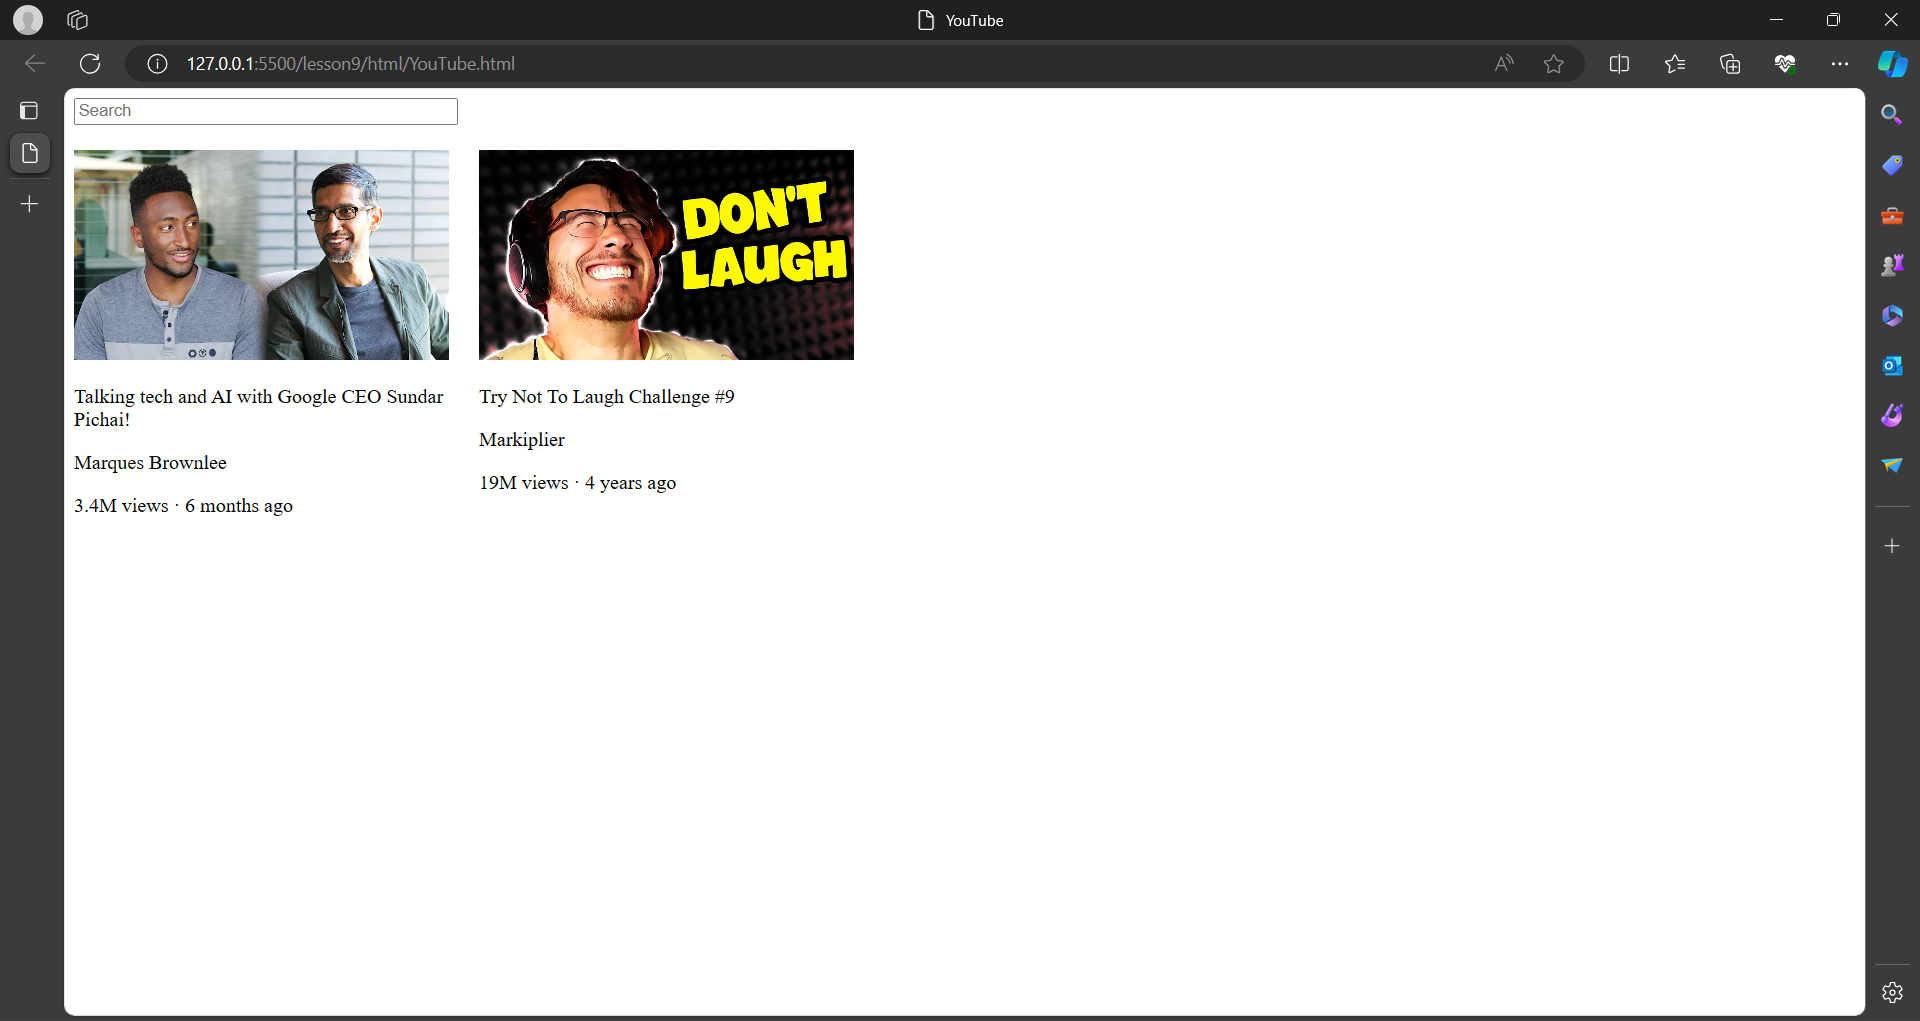 YouTube
127.0.0.1:5500/lesson9/html/YouTube.html
Search
DON'T
LAUGH
Talking tech and AI with Google CEO Sundar
Pichai!
Marques Brownlee
3.4M views · 6 months ago
Try Not To Laugh Challenge #9
Markiplier
19M views · 4 years ago